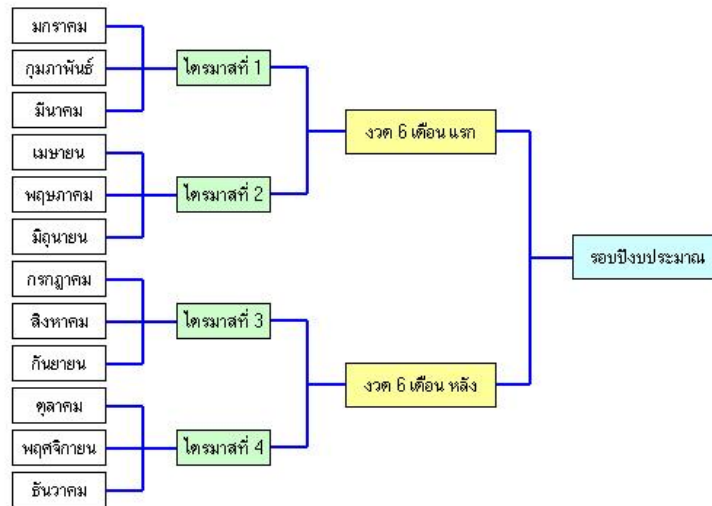 มกราคม
กุมภาพันธ์
มีนาคม
เมษายน
พฤษภาคม
มิถุนายน
กรกฎาคม
สิงหาคม
กันยายน
ตุลาคม
พฤศจิกายน
ธันวาคม
ไตรมาสที่ 1
ไตรมาสที่ 2
ไตรมาสที่ 3
ไตรมาสที่ 4
งวด 6 เดือน แรก
งวด 6 เดือน หลัง
รอบปีงบประมาณ